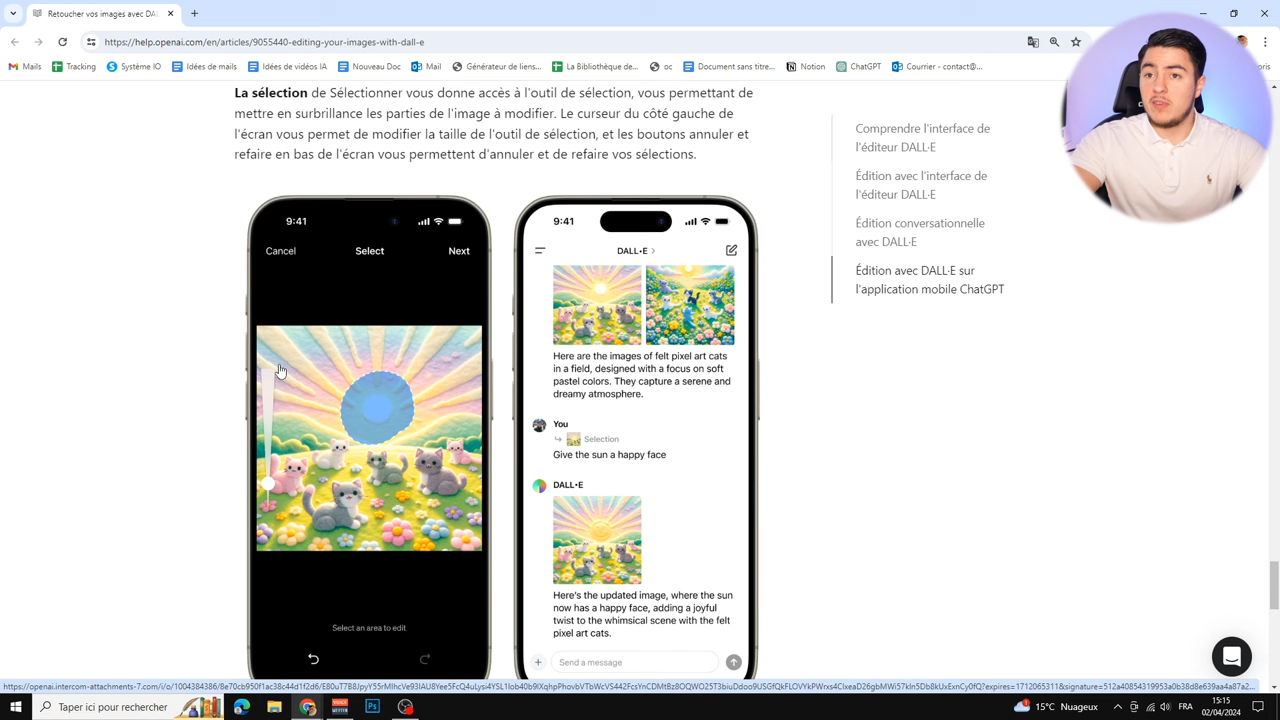 Retoucher vos images avec DAL
https://help.openai.com/en/articles/9055440-editing-your-images-with-dall-e
Mails
Tracking
Système IO
Idées de mails
Idées de vidéos IA
Nouveau Doc
Mail
Générateur de liens...
oc
La Bibliothèque de...
Document sans titre...
Notion
ChatGPT
Courrier - contact@...
oris
La sélection de Sélectionner vous donne accès à l'outil de sélection, vous permettant de
mettre en surbrillance les parties de l'image à modifier. Le curseur du côté gauche de
l'écran vous permet de modifier la taille de l'outil de sélection, et les boutons annuler et
refaire en bas de l'écran vous permettent d'annuler et de refaire vos sélections.
Comprendre l'interface de
l'éditeur DALL·E
Édition avec l'interface de
l'éditeur DALL·E
Édition conversationnelle
avec DALL·E
Édition avec DALL·E sur
l'application mobile ChatGPT
9:41
Cancel
Select
Next
Select an area to edit
9:41
DALL•E >
Here are the images of felt pixel art cats
in a field, designed with a focus on soft
pastel colors. They capture a serene and
dreamy atmosphere.
You
Selection
Give the sun a happy face
DALL•E
Here's the updated image, where the sun
now has a happy face, adding a joyful
twist to the whimsical scene with the felt
pixel art cats.
Send a message
Taper ici pour rechercher
15°C Nuageux
FRA
15:15
02/04/2024